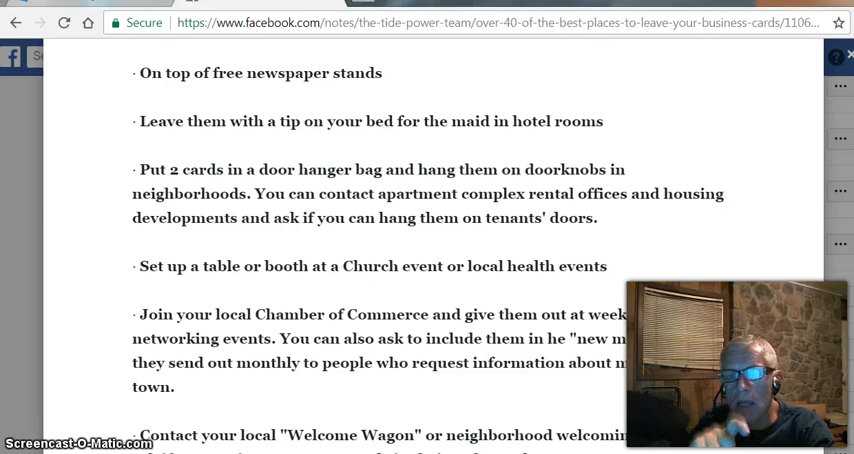 Secure
https://www.facebook.com/notes/the-tide-power-team/over-40-of-the-best-places-to-leave-your-business-cards/1106...
· On top of free newspaper stands
· Leave them with a tip on your bed for the maid in hotel rooms
· Put 2 cards in a door hanger bag and hang them on doorknobs in
neighborhoods. You can contact apartment complex rental offices and housing
developments and ask if you can hang them on tenants' doors.
· Set up a table or booth at a Church event or local health events
· Join your local Chamber of Commerce and give them out at week
networking events. You can also ask to include them in he "new m
they send out monthly to people who request information about m
town.
· Contact your local "Welcome Wagon" or neighborhood welcomin
Screencast-O-Matic.com